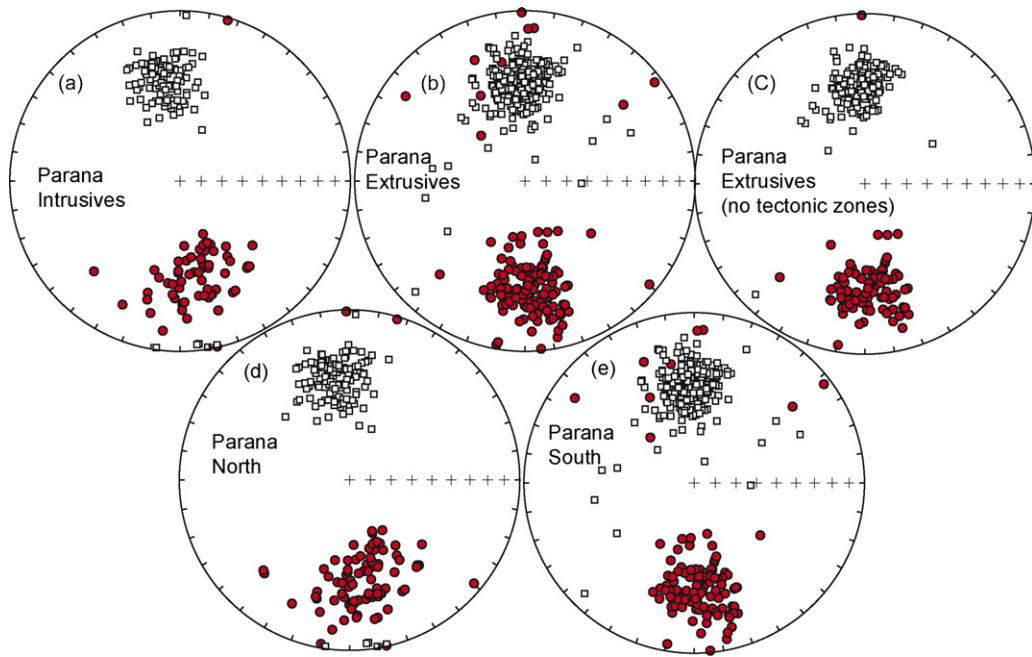 (a)
Parana
Intrusives
(b)
Parana
Extrusives
(C)
Parana
Extrusives
(no tectonic zones)
(d)
Parana
North
(e)
Parana
South